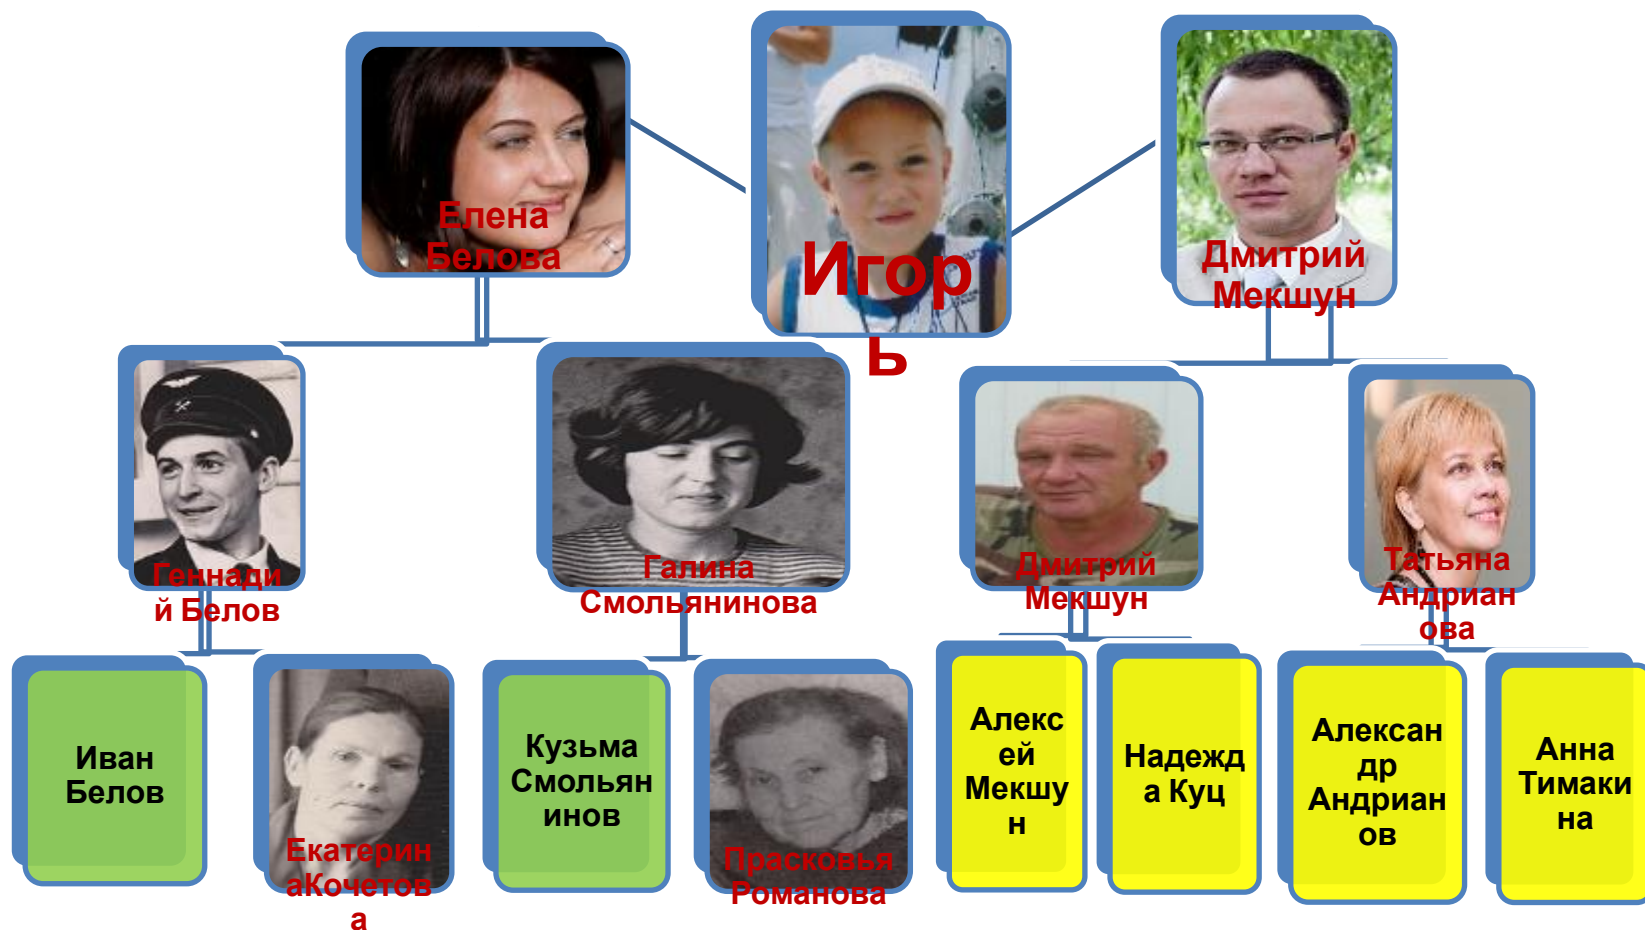 Елена
Белова
Игор
ь
Дмитрий
Мекшун
Геннади
й Белов
Галина
Смольянинова
Дмитрий
Мекшун
Татьяна
Андриан
ова
Иван
Белов
Екатерин
аКочетов
а
Кузьма
Смольян
инов
Прасковья
Романова
Алекс
ей
Мекшу
н
Надежд
а Куц
Алексан
др
Андриан
ов
Анна
Тимаки
на